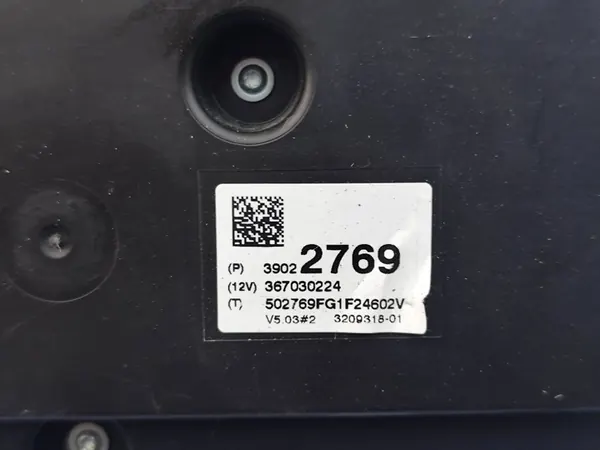 (P) 3902 2769
(12V) 367030224
(T) 502769FG1F24602V
V5.03#2 3209318-01